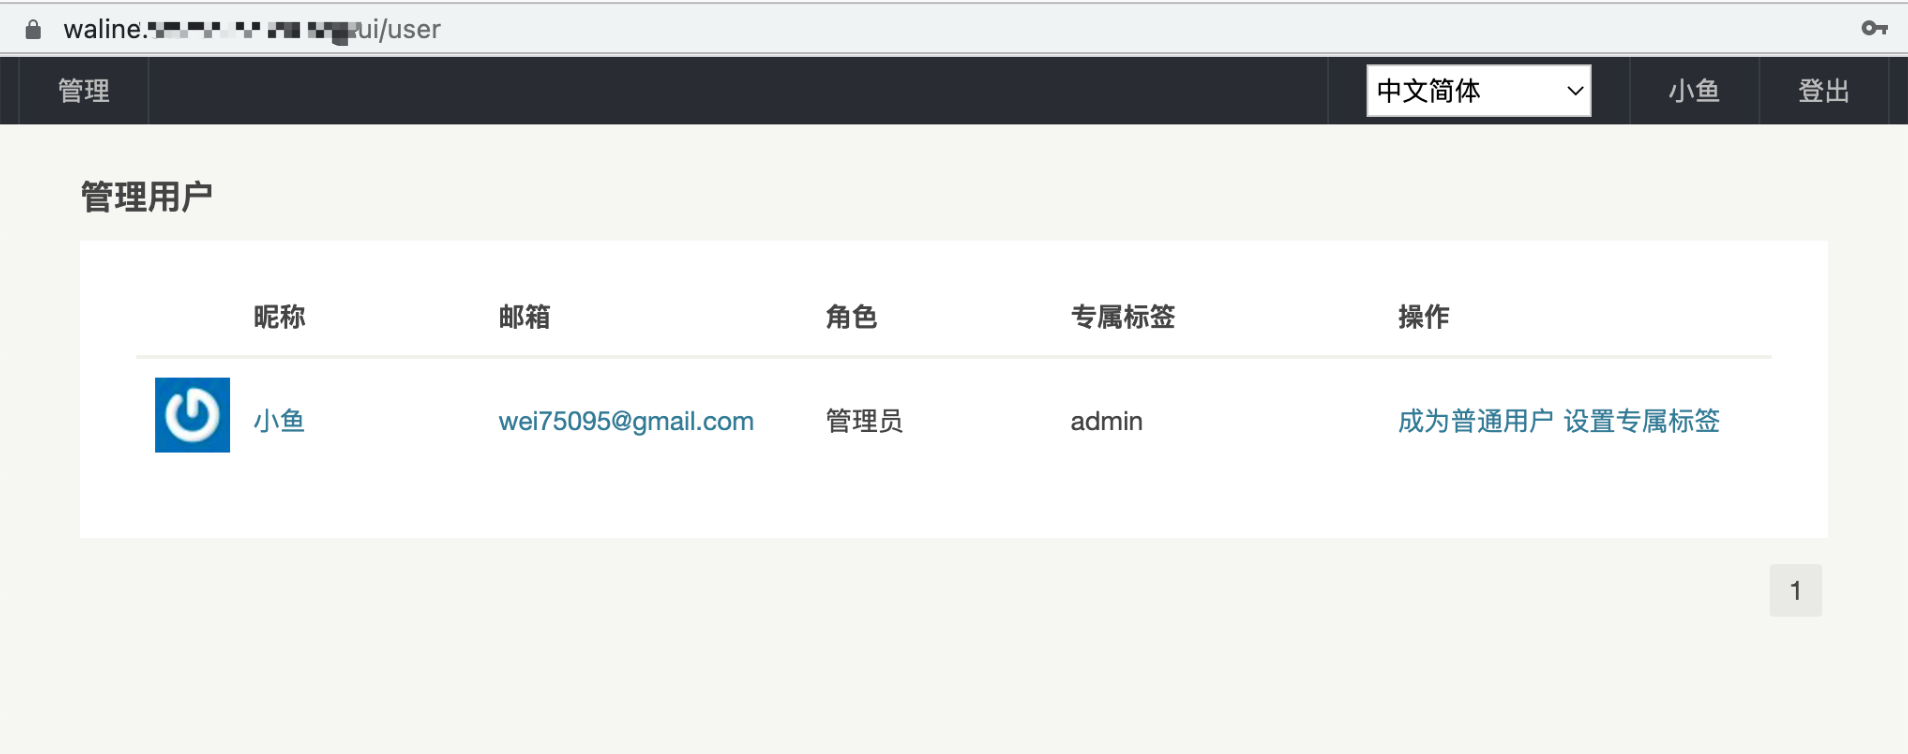 waline. ui/user
管理 中文简体 小鱼 登出
管理用户
昵称 邮箱 角色 专属标签 操作
小鱼 wei75095@gmail.com 管理员 admin 成为普通用户 设置专属标签
1